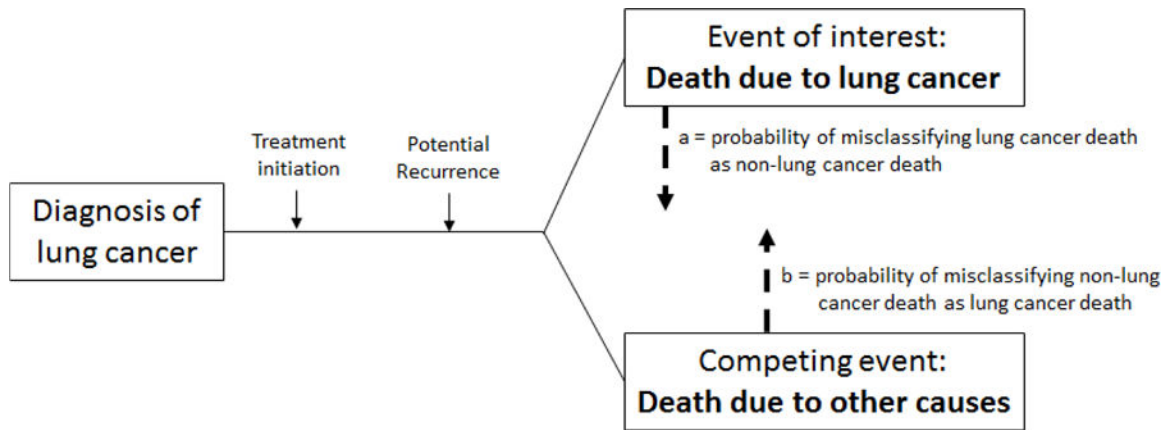 Diagnosis of
lung cancer
Treatment
initiation
Potential
Recurrence
Event of interest:
Death due to lung cancer
a = probability of misclassifying lung cancer death
as non-lung cancer death
b = probability of misclassifying non-lung
cancer death as lung cancer death
Competing event:
Death due to other causes